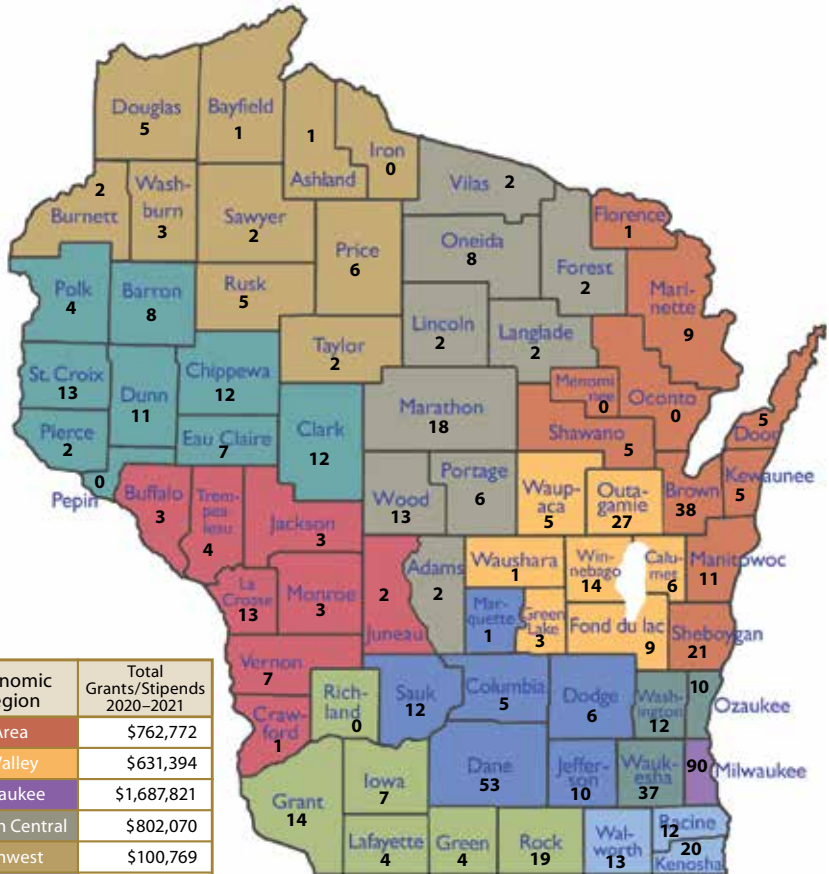 Douglas
5
Bayfield
1
1
Ashland
Iron
0
Vilas 2
2
Burnett
Wash-
burn
3
Sawyer
2
Price
6
Oneida
8
Florence
1
Forest
2
Mari-
nette
9
Polk
4
Barron
8
Rusk
5
Taylor
2
Lincoln
2
Langlade
2
St. Croix
13
Dunn
11
Chippewa
12
Clark
12
Marathon
18
Menomi
nee
0
Oconto
0
Shawano
5
5
Door
Pierce
2
Eau Claire
7
0
Pepin
Buffalo
3
Trem-
pea-
leau
4
Jackson
3
Wood
13
Portage
6
Waup-
aca
5
Outa-
gamie
27
Brown
38
Kewaunee
5
La
Crosse
13
Monroe
3
2
Juneau
Adams
2
Waushara
1
Win-
nebago
14
Calu-
met
6
Manitowoc
11
Mar-
quette
1
Green
Lake
3
Fond du lac
9
Sheboygan
21
Vernon
7
Craw-
ford
1
Rich-
land
0
Sauk
12
Columbia
5
Dodge
6
Wash-
ington
12
10
Ozaukee
Grant
14
Iowa
7
Dane
53
Jeffer-
son
10
Wauk-
esha
37
90 Milwaukee
Lafayette
4
Green
4
Rock
19
Wal-
worth
13
Racine
12
20
Kenosha
nomic
egion
Total
Grants/Stipends
2020–2021
Area $762,772
Valley $631,394
aukee $1,687,821
h Central $802,070
hwest $100,769